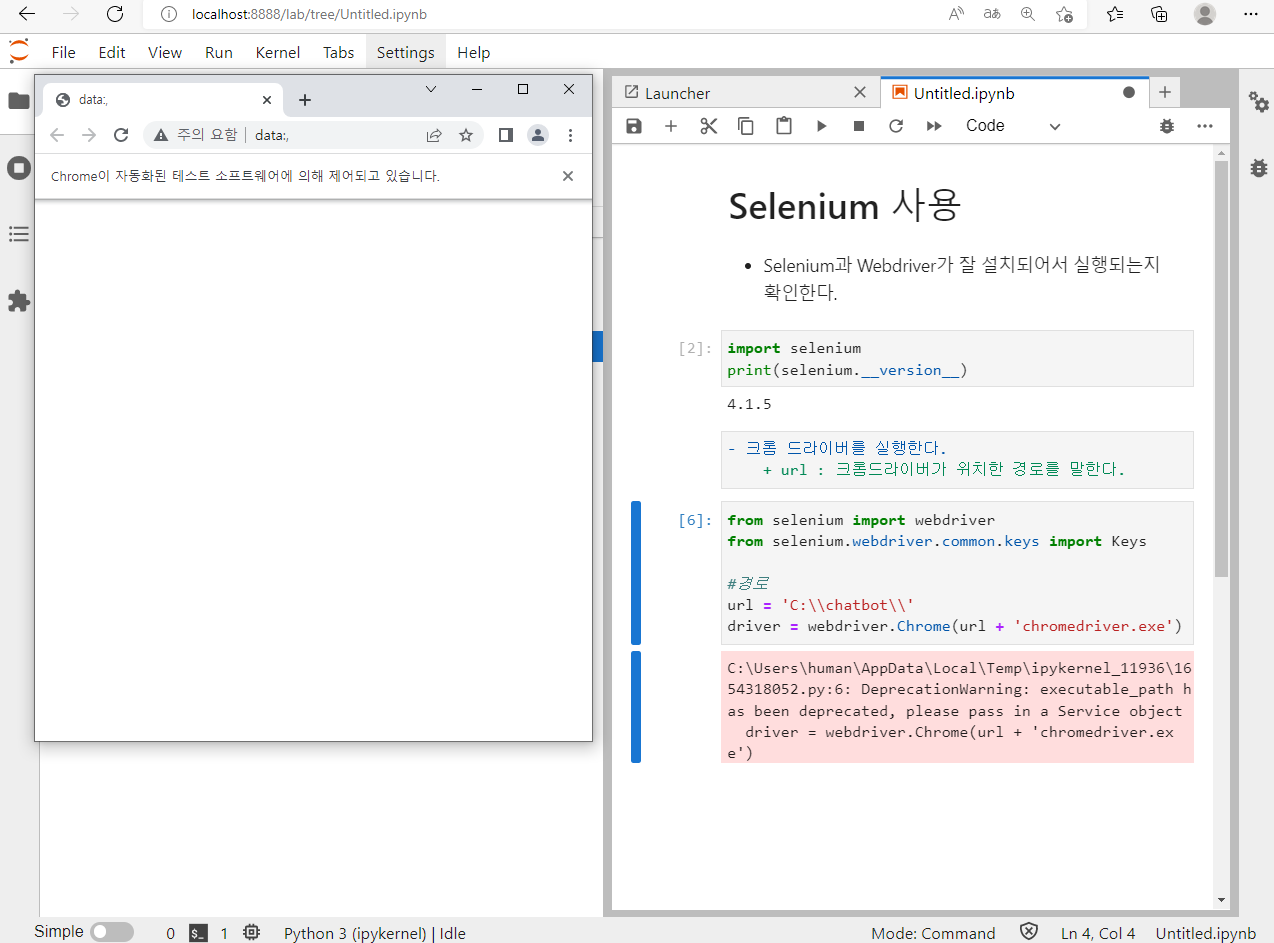 localhost:8888/lab/tree/Untitled.ipynb
File Edit View Run Kernel Tabs Settings Help
data:,
주의 요함 data:,
Chrome이 자동화된 테스트 소프트웨어에 의해 제어되고 있습니다.
Launcher
Untitled.ipynb
Code
Selenium 사용
• Selenium과 Webdriver가 잘 설치되어서 실행되는지
확인한다.
[2]: import selenium
print(selenium.__version__)
4.1.5
- 크롬 드라이버를 실행한다.
+ url : 크롬드라이버가 위치한 경로를 말한다.
[6]: from selenium import webdriver
from selenium.webdriver.common.keys import Keys
#경로
url = 'C:\\chatbot\\'
driver = webdriver.Chrome(url + 'chromedriver.exe')
C:\Users\human\AppData\Local\Temp\ipykernel_11936\16
54318052.py:6: DeprecationWarning: executable_path h
as been deprecated, please pass in a Service object
driver = webdriver.Chrome(url + 'chromedriver.ex
e')
Simple 0 $_ 1 Python 3 (ipykernel) | Idle Mode: Command Ln 4, Col 4 Untitled.ipynb